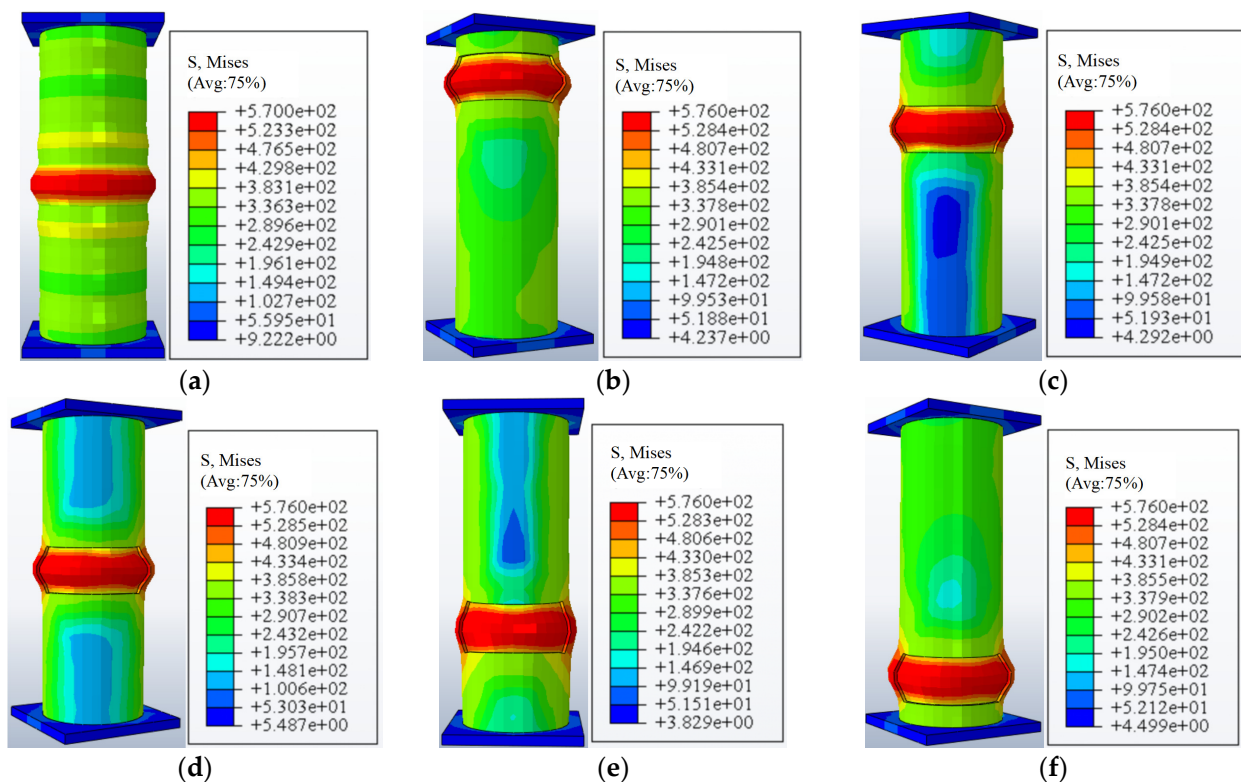 S, Mises
(Avg:75%)
+5.700e+02
+5.233e+02
+4.765e+02
+4.298e+02
+3.831e+02
+3.363e+02
+2.896e+02
+2.429e+02
+1.961e+02
+1.494e+02
+1.027e+02
+5.595e+01
+9.222e+00
(a)
S, Mises
(Avg:75%)
+5.760e+02
+5.284e+02
+4.807e+02
+4.331e+02
+3.854e+02
+3.378e+02
+2.901e+02
+2.425e+02
+1.948e+02
+1.472e+02
+9.953e+01
+5.188e+01
+4.237e+00
(b)
S, Mises
(Avg:75%)
+5.760e+02
+5.284e+02
+4.807e+02
+4.331e+02
+3.854e+02
+3.378e+02
+2.901e+02
+2.425e+02
+1.949e+02
+1.472e+02
+9.958e+01
+5.193e+01
+4.292e+00
(c)
S, Mises
(Avg:75%)
+5.760e+02
+5.285e+02
+4.809e+02
+4.334e+02
+3.858e+02
+3.383e+02
+2.907e+02
+2.432e+02
+1.957e+02
+1.481e+02
+1.006e+02
+5.303e+01
+5.487e+00
(d)
S, Mises
(Avg:75%)
+5.760e+02
+5.283e+02
+4.806e+02
+4.330e+02
+3.853e+02
+3.376e+02
+2.899e+02
+2.422e+02
+1.946e+02
+1.469e+02
+9.919e+01
+5.151e+01
+3.829e+00
(e)
S, Mises
(Avg:75%)
+5.760e+02
+5.284e+02
+4.807e+02
+4.331e+02
+3.855e+02
+3.379e+02
+2.902e+02
+2.426e+02
+1.950e+02
+1.474e+02
+9.975e+01
+5.212e+01
+4.499e+00
(f)